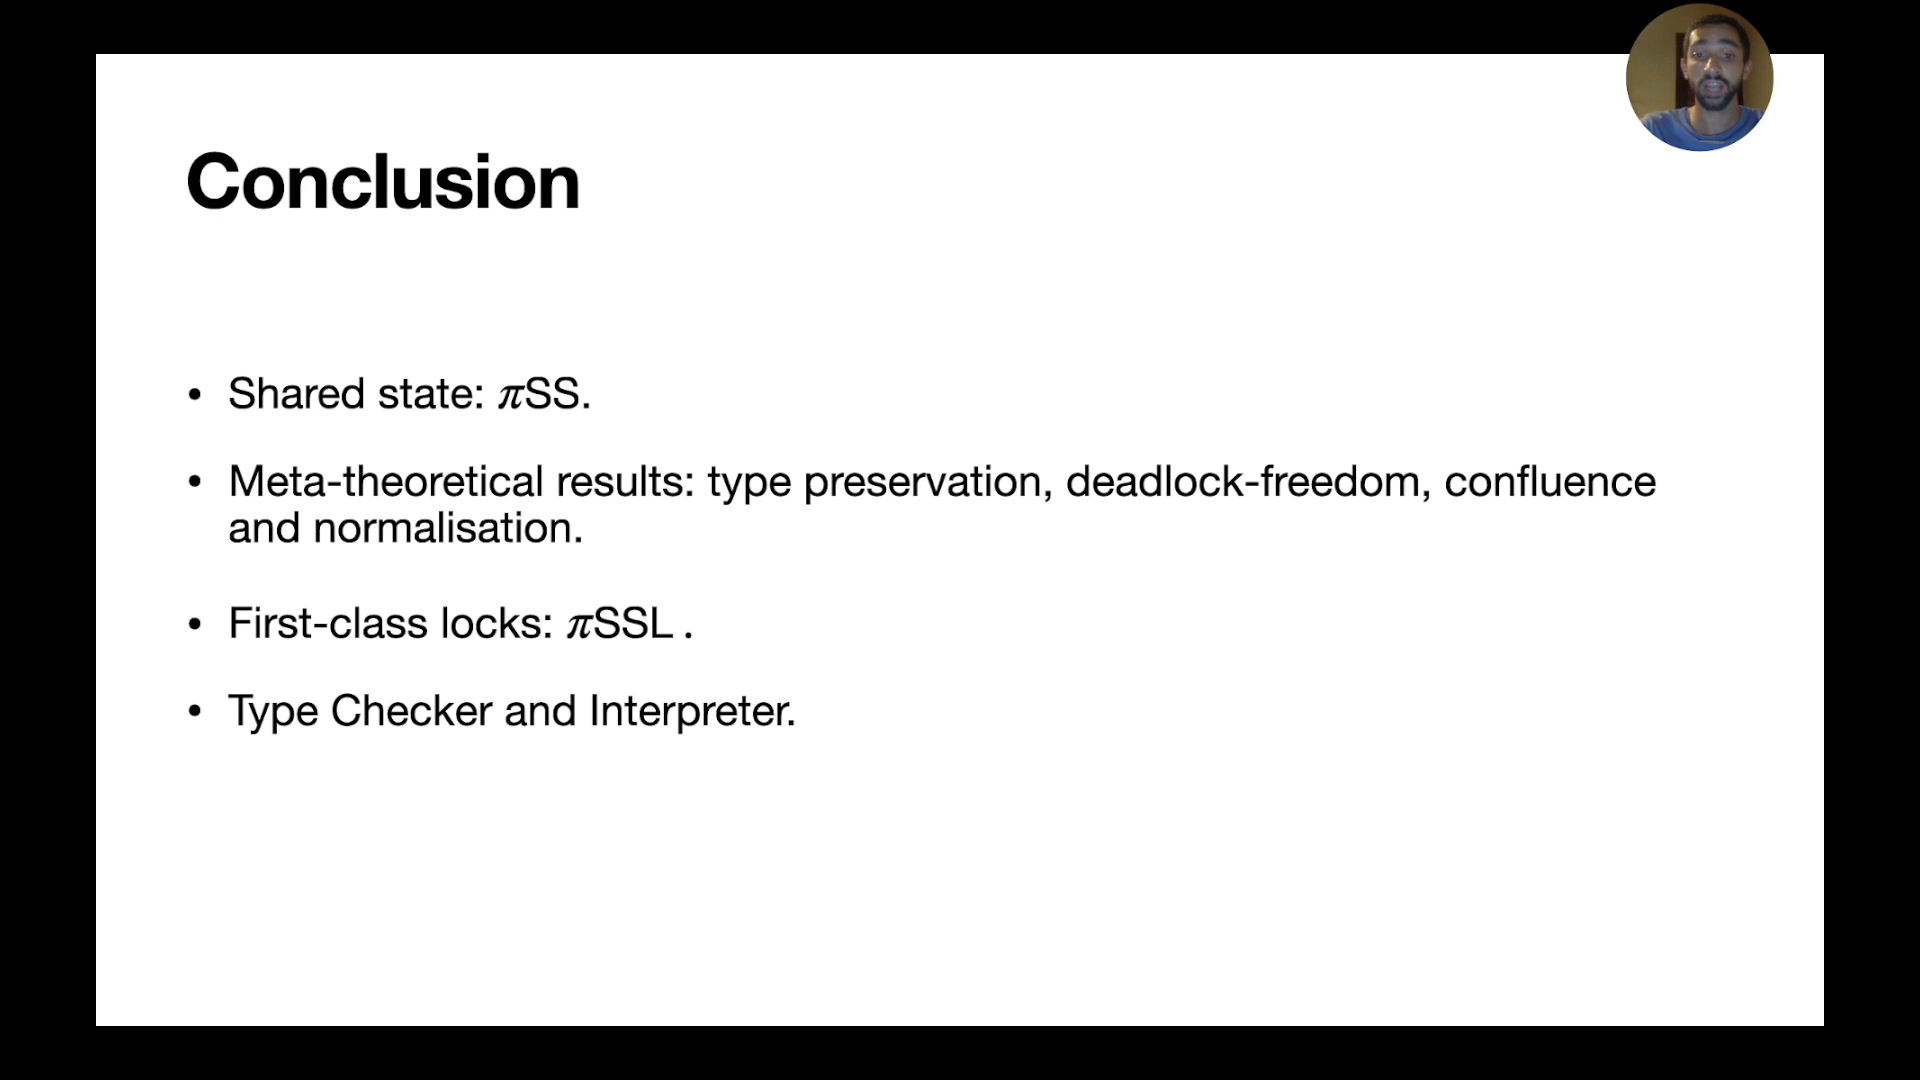 Conclusion
• Shared state: πSS.
• Meta-theoretical results: type preservation, deadlock-freedom, confluence
and normalisation.
• First-class locks: πSSL .
• Type Checker and Interpreter.